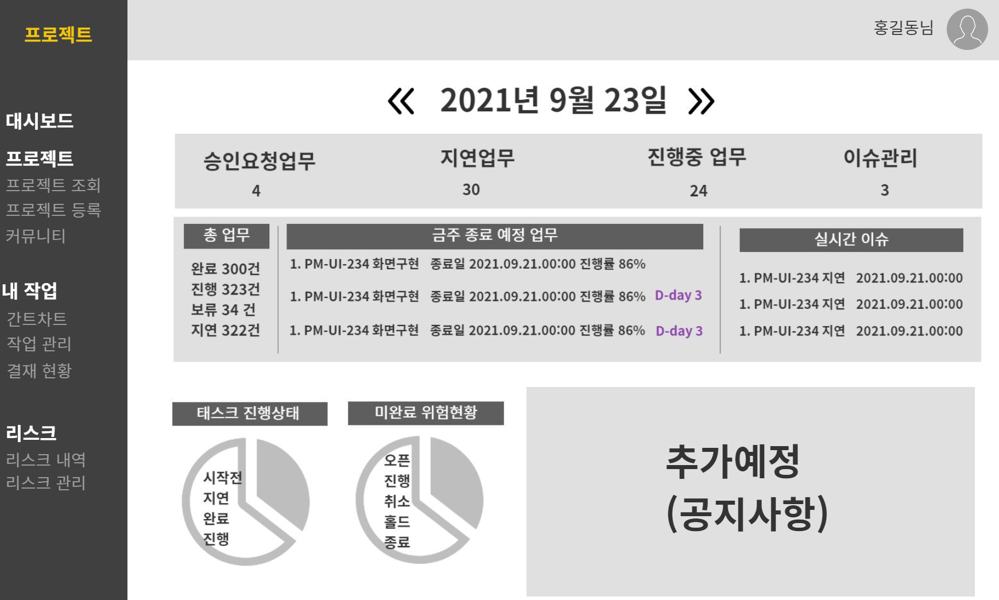 프로젝트
홍길동님
대시보드
프로젝트
프로젝트 조회
프로젝트 등록
커뮤니티
내 작업
간트차트
작업 관리
결재 현황
리스크
리스크 내역
리스크 관리
2021년 9월 23일
승인요청업무
4
지연업무
30
진행중 업무
24
이슈관리
3
총 업무
완료 300건
진행 323건
보류 34 건
지연 322건
금주 종료 예정 업무
1. PM-UI-234 화면구현 종료일 2021.09.21.00:00 진행률 86%
1. PM-UI-234 화면구현 종료일 2021.09.21.00:00 진행률 86% D-day 3
1. PM-UI-234 화면구현 종료일 2021.09.21.00:00 진행률 86% D-day 3
실시간 이슈
1. PM-UI-234 지연 2021.09.21.00:00
1. PM-UI-234 지연 2021.09.21.00:00
1. PM-UI-234 지연 2021.09.21.00:00
태스크 진행상태
시작전
지연
완료
진행
미완료 위험현황
오픈
진행
취소
홀드
종료
추가예정
(공지사항)